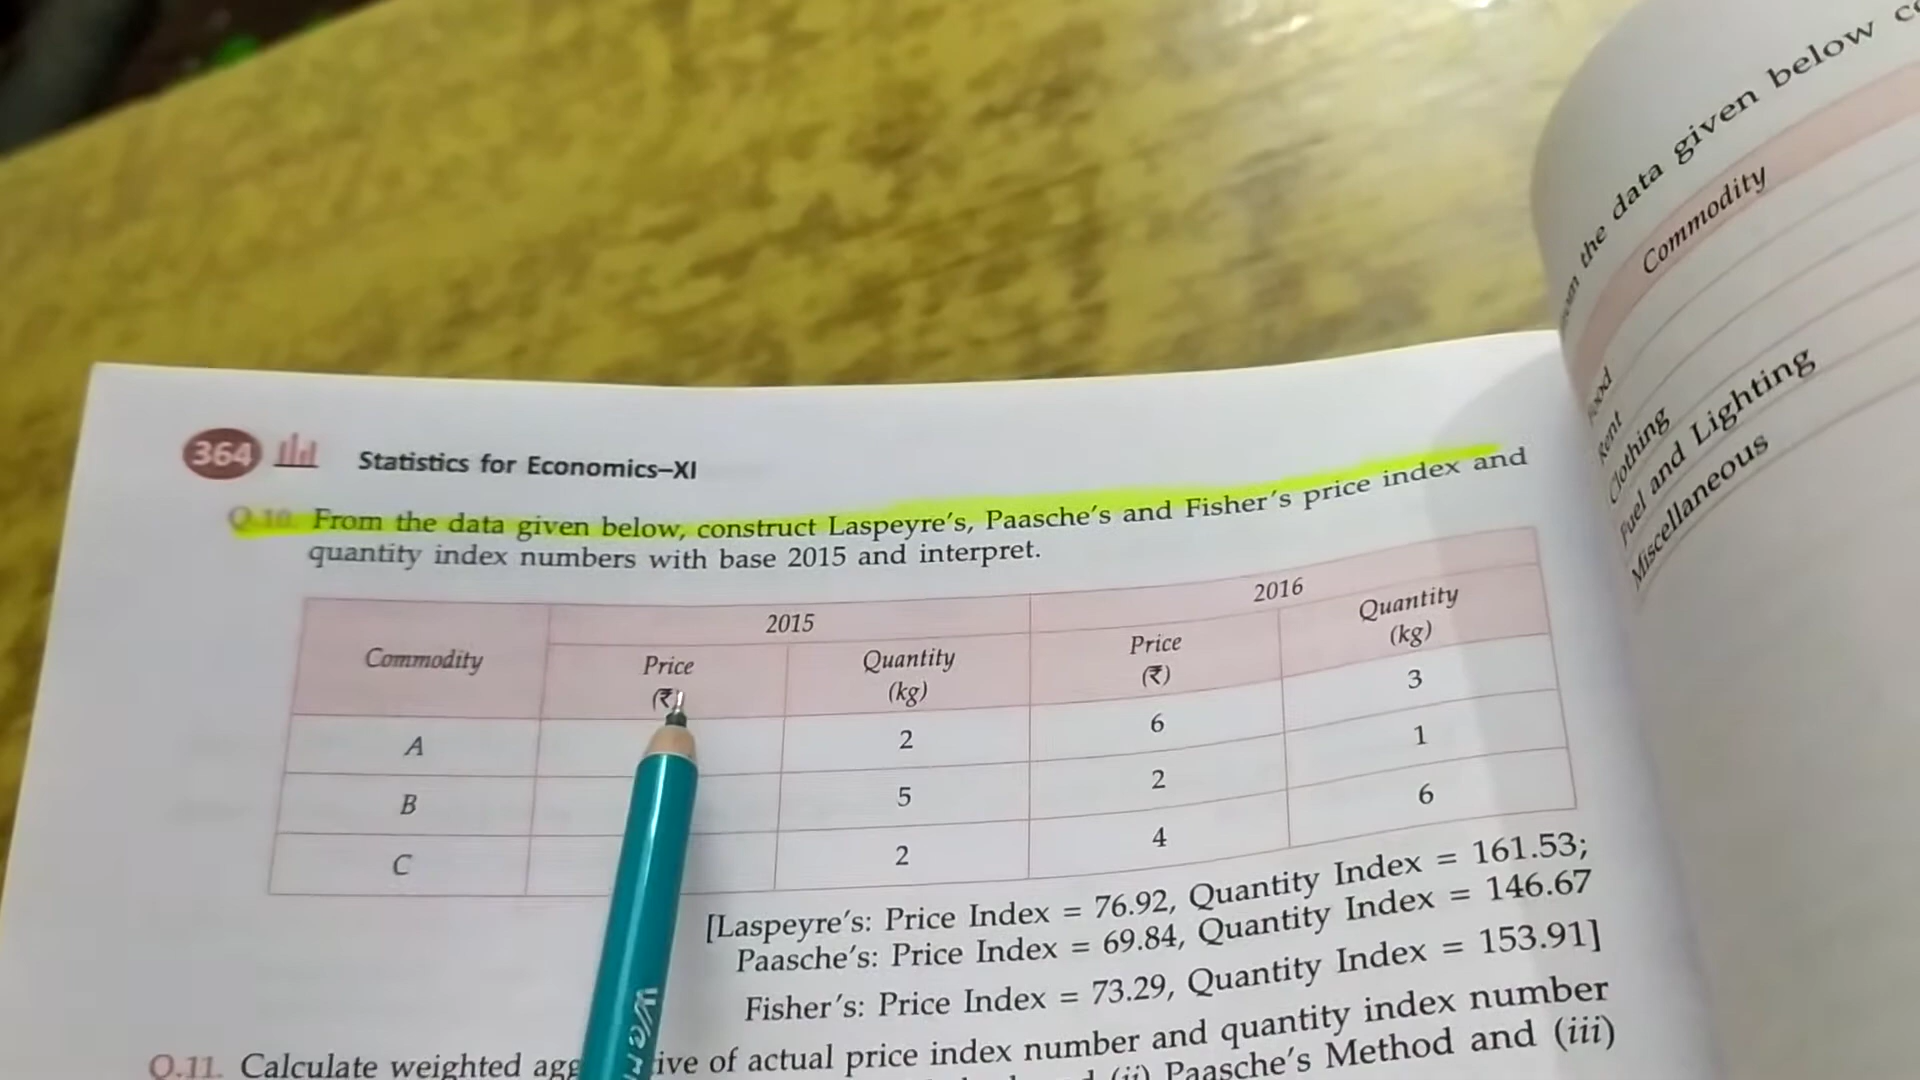 364 Statistics for Economics–XI
Q.10. From the data given below, construct Laspeyre's, Paasche's and Fisher's price index and
quantity index numbers with base 2015 and interpret.
Commodity 2015 2016
Price (₹) Quantity (kg) Price (₹) Quantity (kg)
A 2 6 3
B 5 2 1
C 2 4 6
[Laspeyre's: Price Index = 76.92, Quantity Index = 161.53;
Paasche's: Price Index = 69.84, Quantity Index = 146.67
Fisher's: Price Index = 73.29, Quantity Index = 153.91]
Q.11. Calculate weighted of actual price index number and quantity index number
(ii) Paasche's Method and (iii)
the data given below
Commodity
Food
Rent
Clothing
Fuel and Lighting
Miscellaneous